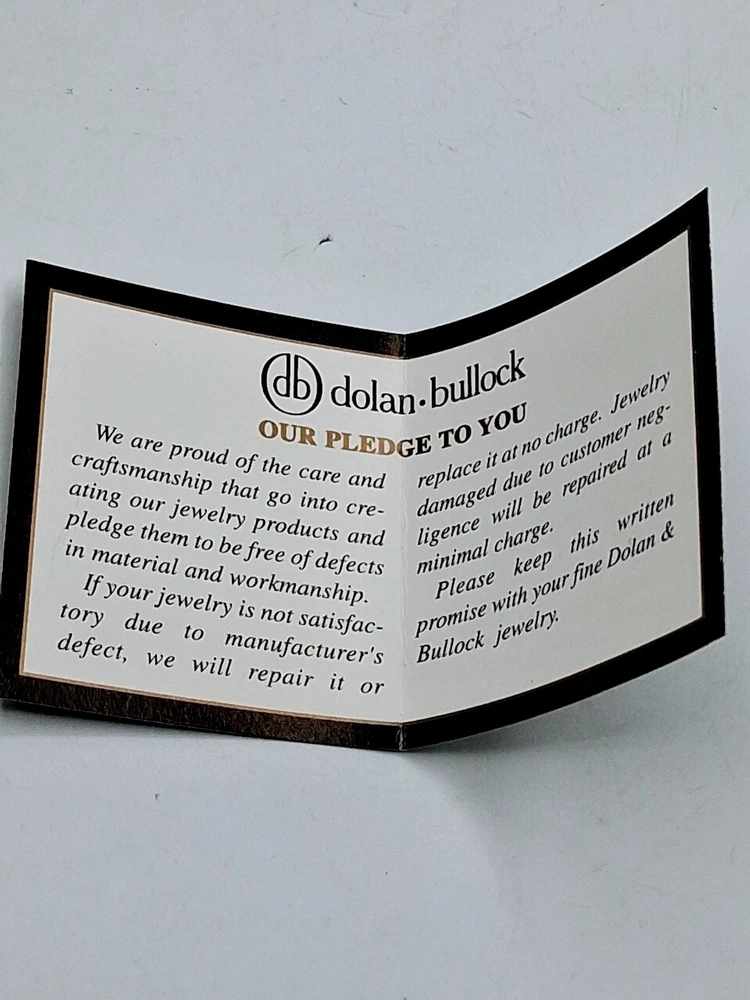 db dolan·bullock
OUR PLEDGE TO YOU
We are proud of the care and
craftsmanship that go into cre-
ating our jewelry products and
pledge them to be free of defects
in material and workmanship.
If your jewelry is not satisfac-
tory due to manufacturer's
defect, we will repair it or
replace it at no charge. Jewelry
damaged due to customer neg-
ligence will be repaired at a
minimal charge.
Please keep this written
promise with your fine Dolan &
Bullock jewelry.